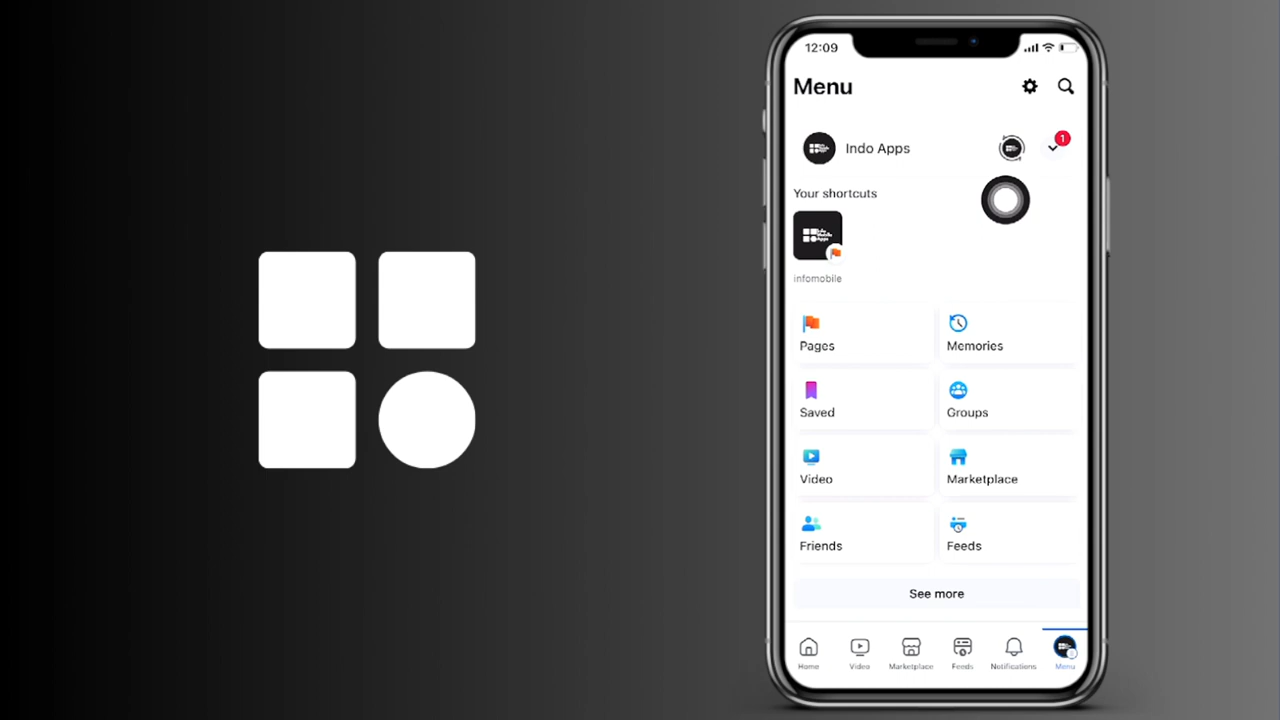 12:09
Menu
Indo Apps
1
Your shortcuts
infomobile
Pages
Memories
Saved
Groups
Video
Marketplace
Friends
Feeds
See more
Home
Video
Marketplace
Feeds
Notifications
Menu